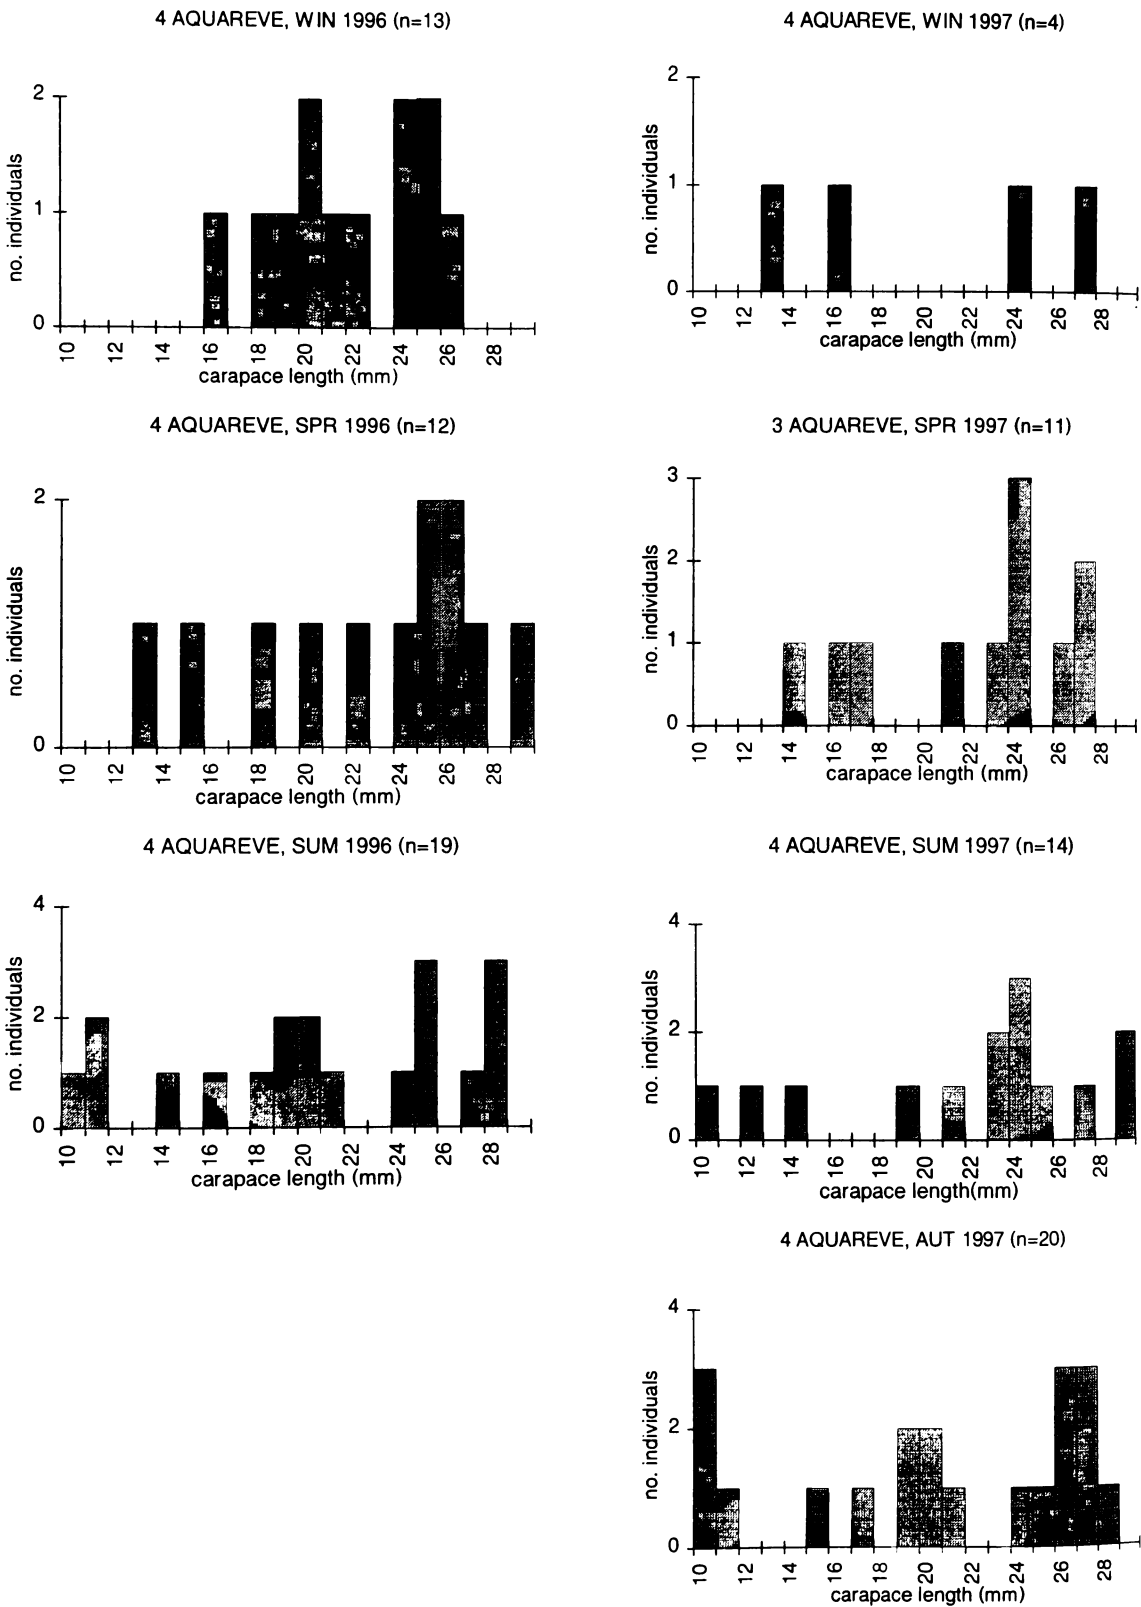 4 AQUAREVE, WIN 1996 (n=13)
no. individuals
2
1
0
10 12 14 16 18 20 22 24 26 28
carapace length (mm)
4 AQUAREVE, WIN 1997 (n=4)
no. individuals
2
1
0
10 12 14 16 18 20 22 24 26 28
carapace length (mm)
4 AQUAREVE, SPR 1996 (n=12)
no. individuals
2
0
10 12 14 16 18 20 22 24 26 28
carapace length (mm)
3 AQUAREVE, SPR 1997 (n=11)
no. individuals
3
2
1
0
10 12 14 16 18 20 22 24 26 28
carapace length (mm)
4 AQUAREVE, SUM 1996 (n=19)
no. individuals
4
2
0
10 12 14 16 18 20 22 24 26 28
carapace length (mm)
4 AQUAREVE, SUM 1997 (n=14)
no. individuals
4
2
0
10 12 14 16 18 20 22 24 26 28
carapace length(mm)
4 AQUAREVE, AUT 1997 (n=20)
no. individuals
4
2
0
10 12 14 16 18 20 22 24 26 28
carapace length (mm)